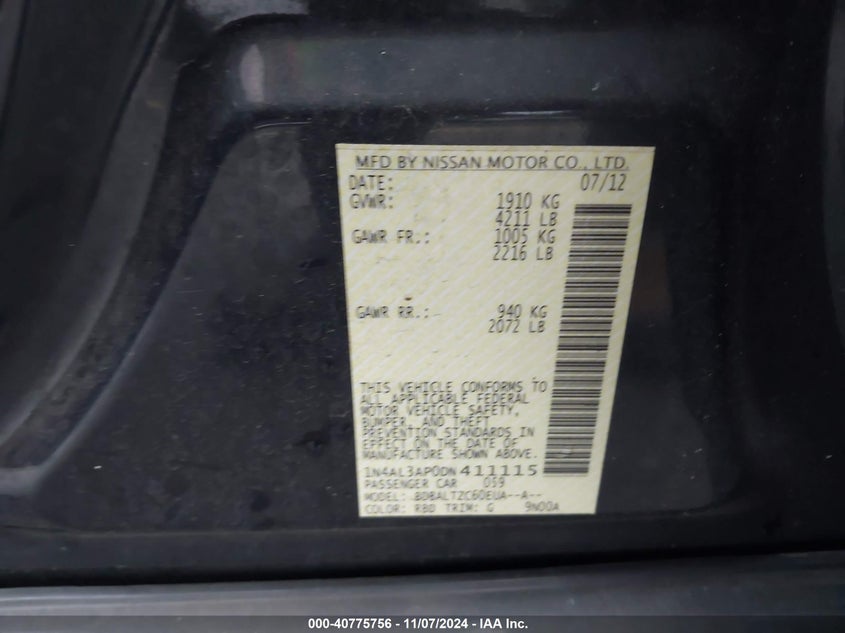 MFD BY NISSAN MOTOR CO., LTD.
DATE: 07/12
GVWR: 1910 KG
4211 LB
GAWR FR.: 1005 KG
2216 LB
GAWR RR.: 940 KG
2072 LB
THIS VEHICLE CONFORMS TO
ALL APPLICABLE FEDERAL
MOTOR VEHICLE SAFETY,
BUMPER, AND THEFT
PREVENTION STANDARDS IN
EFFECT ON THE DATE OF
MANUFACTURE SHOWN ABOVE.
1N4AL3AP0DN411115
PASSENGER CAR 059
MODEL:
COLOR: RBD TRIM: G 9N00A
000-40775756 - 11/07/2024 - IAA Inc.